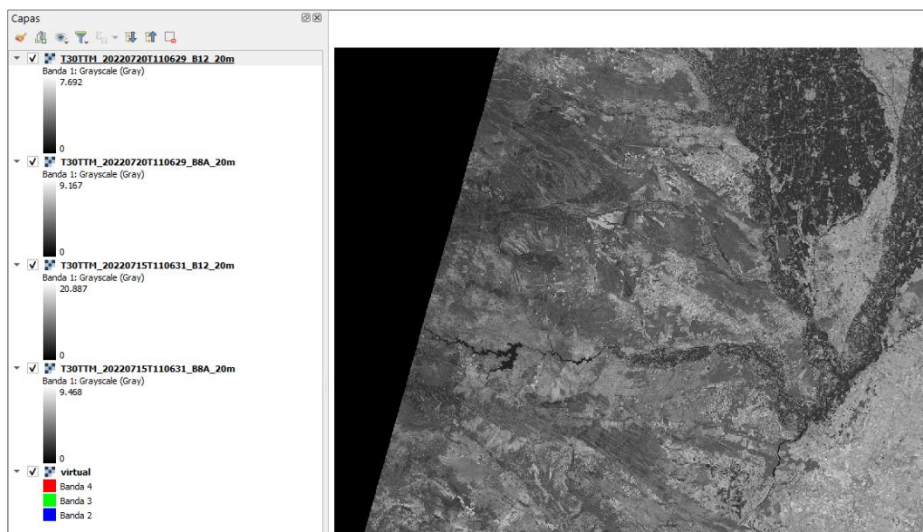 Capas
T30TTM_20220720T110629_B12_20m
Banda 1: Grayscale (Gray)
7.692
0
T30TTM_20220720T110629_B8A_20m
Banda 1: Grayscale (Gray)
9.167
0
T30TTM_20220715T110631_B12_20m
Banda 1: Grayscale (Gray)
20.887
0
T30TTM_20220715T110631_B8A_20m
Banda 1: Grayscale (Gray)
9.468
0
virtual
Banda 4
Banda 3
Banda 2